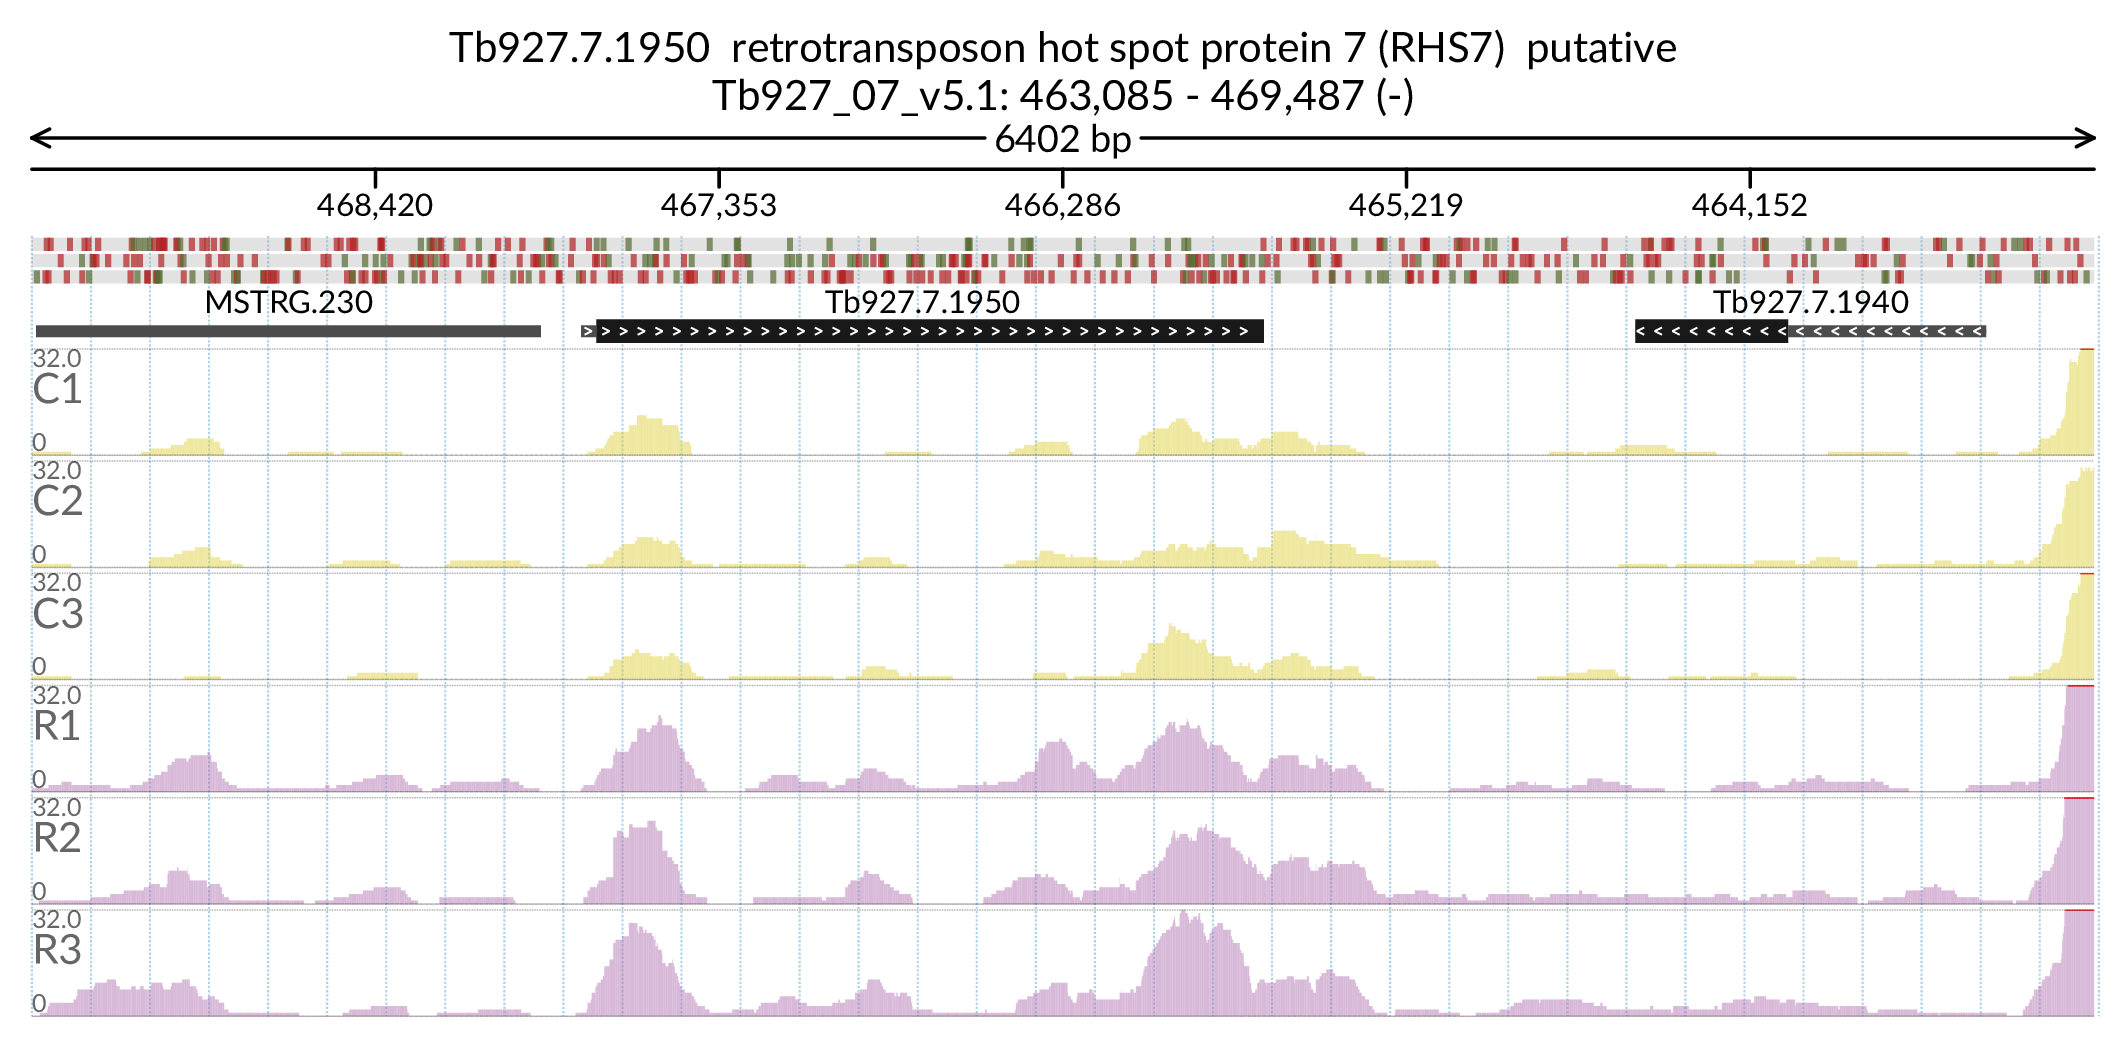 Tb927.7.1950  retrotransposon hot spot protein 7 (RHS7)  putative
Tb927_07_v5.1: 463,085 - 469,487 (-)
6402 bp
468,420 467,353 466,286 465,219 464,152
MSTRG.230 Tb927.7.1950 Tb927.7.1940
32.0
C1
0
32.0
C2
0
32.0
C3
0
32.0
R1
0
32.0
R2
0
32.0
R3
0